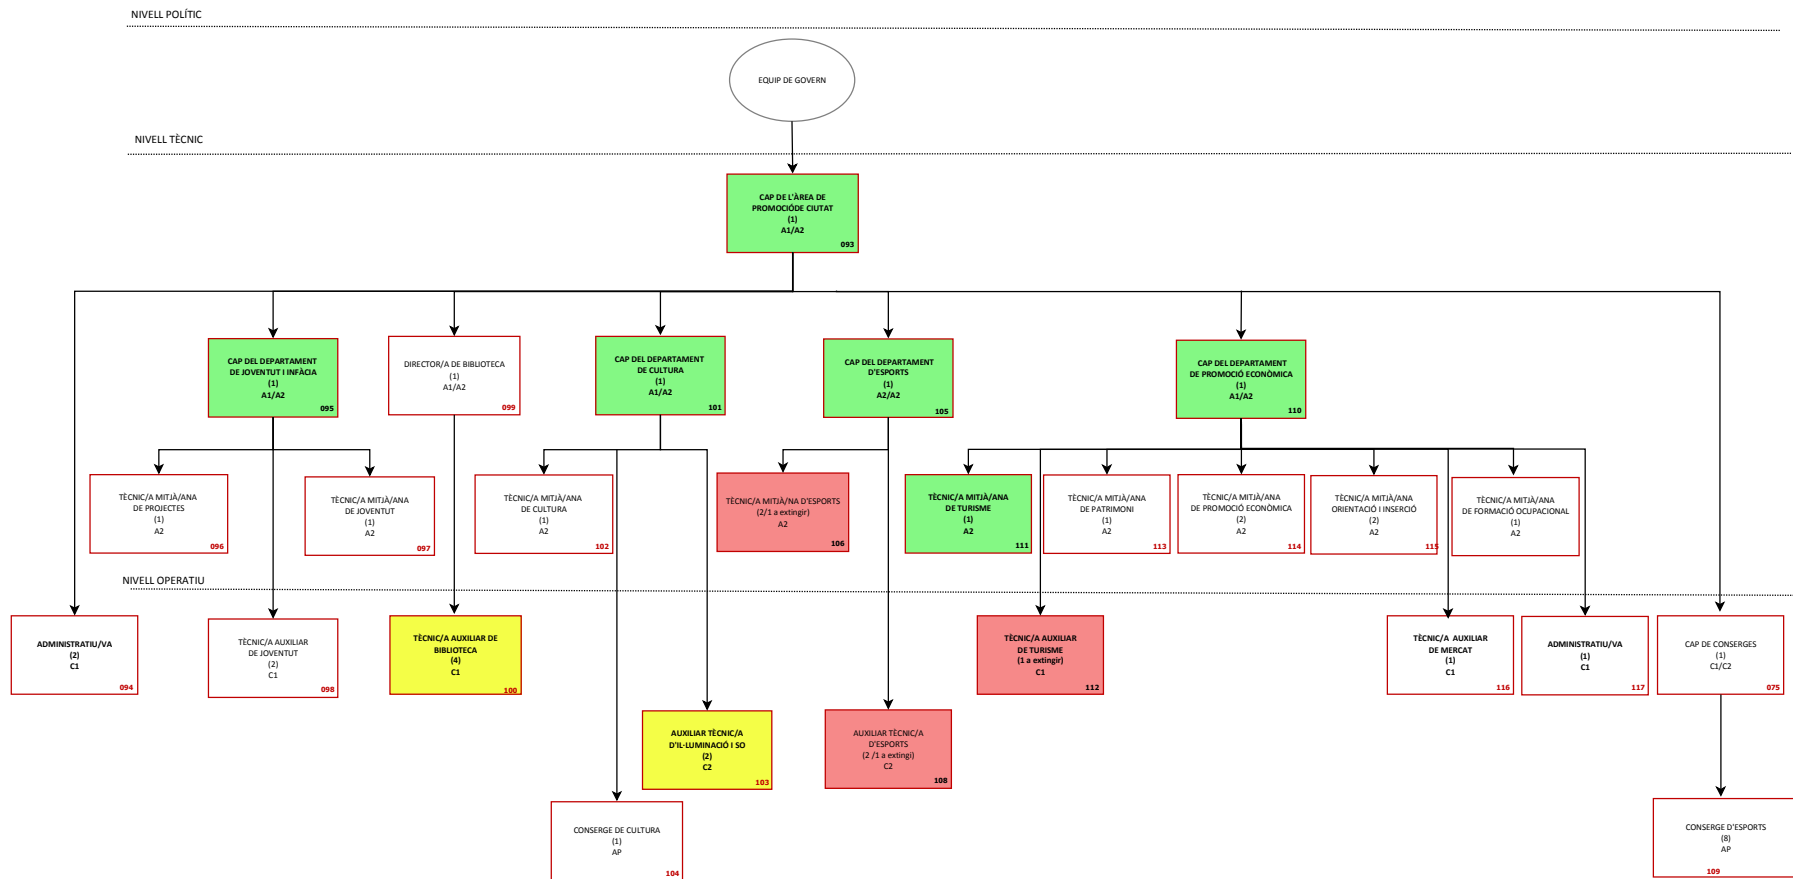 NIVELL POLÍTIC
EQUIP DE GOVERN
NIVELL TÈCNIC
CAP DE L'ÀREA DE
PROMOCIÓDE CIUTAT
(1)
A1/A2
093
CAP DEL DEPARTAMENT
DE JOVENTUT I INFÀCIA
(1)
A1/A2
095
DIRECTOR/A DE BIBLIOTECA
(1)
A1/A2
099
CAP DEL DEPARTAMENT
DE CULTURA
(1)
A1/A2
101
CAP DEL DEPARTAMENT
D'ESPORTS
(1)
A2/A2
105
CAP DEL DEPARTAMENT
DE PROMOCIÓ ECONÒMICA
(1)
A1/A2
110
TÈCNIC/A MITJÀ/ANA
DE PROJECTES
(1)
A2
096
TÈCNIC/A MITJÀ/ANA
DE JOVENTUT
(1)
A2
097
TÈCNIC/A MITJÀ/ANA
DE CULTURA
(1)
A2
102
TÈCNIC/A MITJÀ/NA D'ESPORTS
(2/1 a extingir)
A2
106
TÈCNIC/A MITJÀ/ANA
DE TURISME
(1)
A2
111
TÈCNIC/A MITJÀ/ANA
DE PATRIMONI
(1)
A2
113
TÈCNIC/A MITJÀ/ANA
DE PROMOCIÓ ECONÒMICA
(2)
A2
114
TÈCNIC/A MITJÀ/ANA
ORIENTACIÓ I INSERCIÓ
(2)
A2
115
TÈCNIC/A MITJÀ/ANA
DE FORMACIÓ OCUPACIONAL
(1)
A2
NIVELL OPERATIU
ADMINISTRATIU/VA
(2)
C1
094
TÈCNIC/A AUXILIAR
DE JOVENTUT
(2)
C1
098
TÈCNIC/A AUXILIAR DE
BIBLIOTECA
(4)
C1
100
TÈCNIC/A AUXILIAR
DE TURISME
(1 a extingir)
C1
112
TÈCNIC/A  AUXILIAR
DE MERCAT
(1)
C1
116
ADMINISTRATIU/VA
(1)
C1
117
CAP DE CONSERGES
(1)
C1/C2
075
AUXILIAR TÈCNIC/A
D'IL·LUMINACIÓ I SO
(2)
C2
103
AUXILIAR TÈCNIC/A
D'ESPORTS
(2 /1 a extingi)
C2
108
CONSERGE DE CULTURA
(1)
AP
104
CONSERGE D'ESPORTS
(8)
AP
109